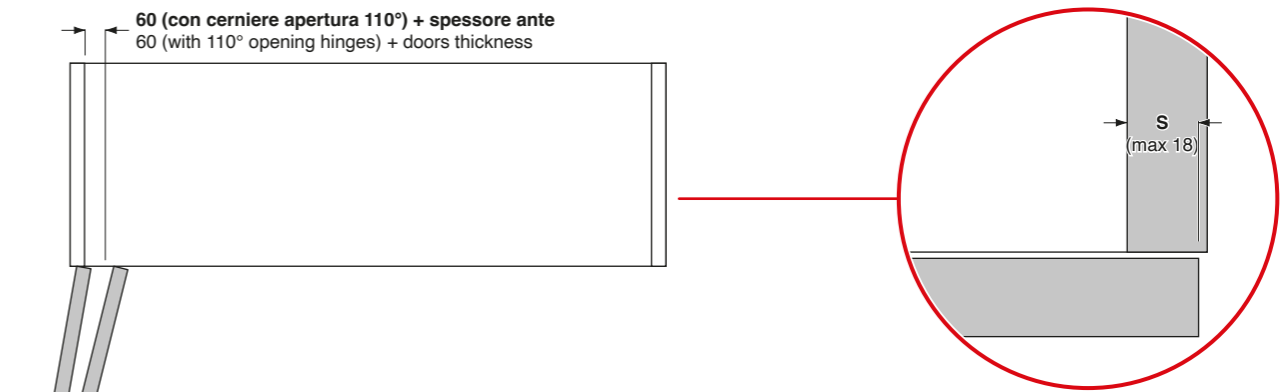 60 (con cerniere apertura 110°) + spessore ante
60 (with 110° opening hinges) + doors thickness
S
(max 18)